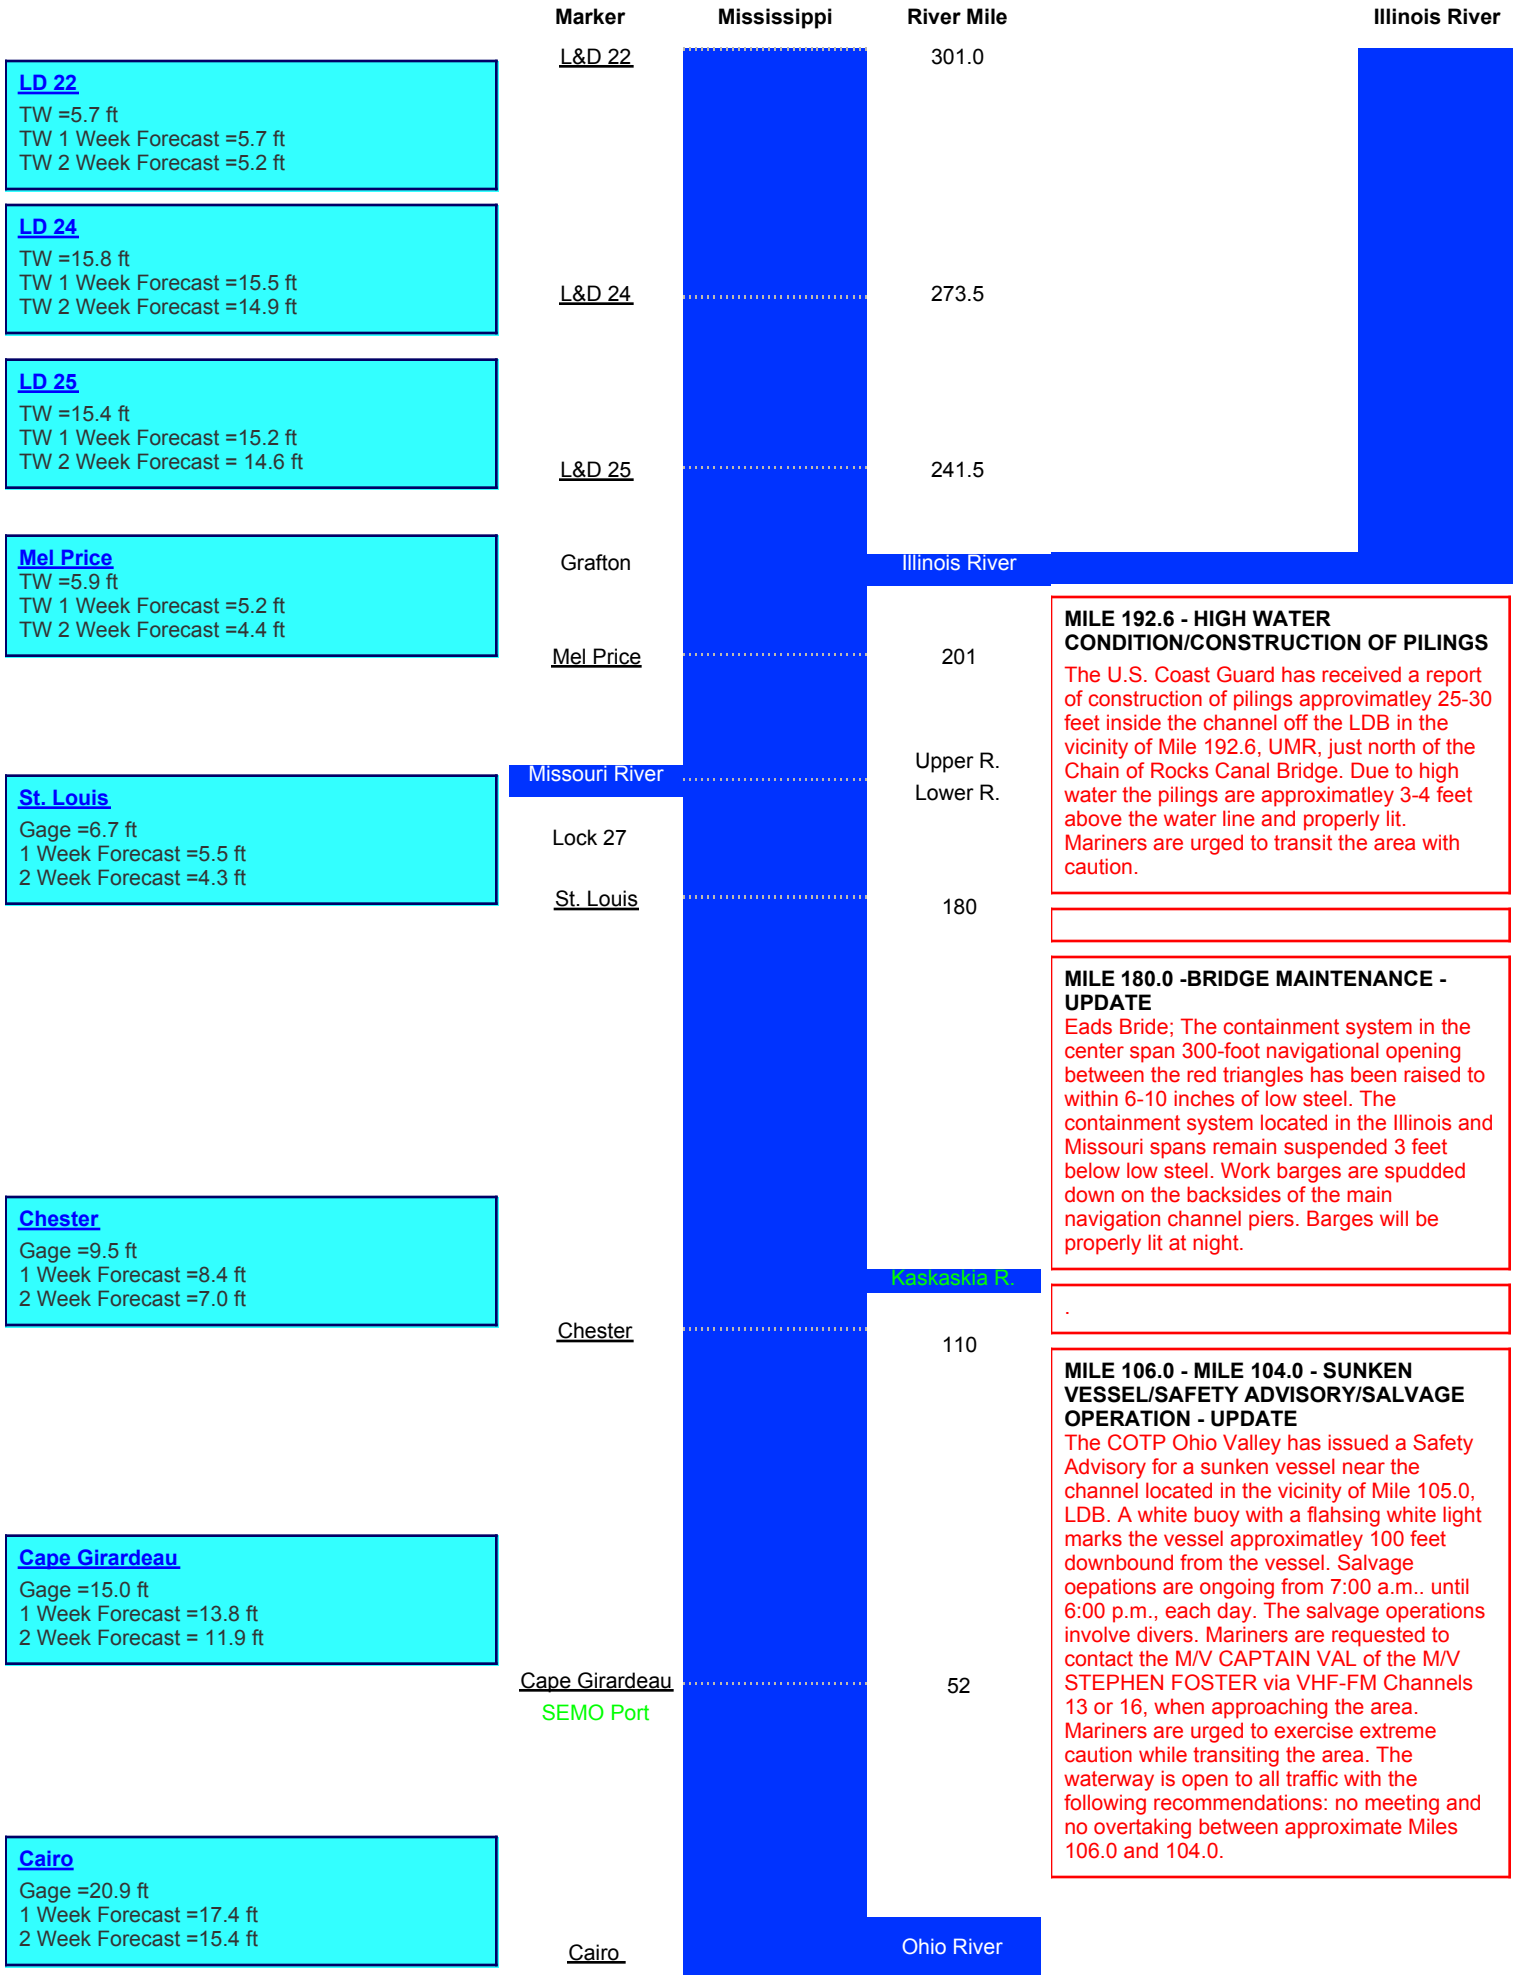 Marker Mississippi River Mile Illinois River
L&D 22 301.0
LD 22
TW =5.7 ft
TW 1 Week Forecast =5.7 ft
TW 2 Week Forecast =5.2 ft
LD 24
TW =15.8 ft
TW 1 Week Forecast =15.5 ft
TW 2 Week Forecast =14.9 ft
L&D 24 273.5
LD 25
TW =15.4 ft
TW 1 Week Forecast =15.2 ft
TW 2 Week Forecast = 14.6 ft
L&D 25 241.5
Mel Price
TW =5.9 ft
TW 1 Week Forecast =5.2 ft
TW 2 Week Forecast =4.4 ft
Grafton Illinois River
Mel Price 201
MILE 192.6 - HIGH WATER
CONDITION/CONSTRUCTION OF PILINGS
The U.S. Coast Guard has received a report
of construction of pilings approvimatley 25-30
feet inside the channel off the LDB in the
vicinity of Mile 192.6, UMR, just north of the
Chain of Rocks Canal Bridge. Due to high
water the pilings are approximatley 3-4 feet
above the water line and properly lit.
Mariners are urged to transit the area with
caution.
Upper R.
Missouri River
Lower R.
St. Louis
Gage =6.7 ft
1 Week Forecast =5.5 ft
2 Week Forecast =4.3 ft
Lock 27
St. Louis 180
MILE 180.0 -BRIDGE MAINTENANCE -
UPDATE
Eads Bride; The containment system in the
center span 300-foot navigational opening
between the red triangles has been raised to
within 6-10 inches of low steel. The
containment system located in the Illinois and
Missouri spans remain suspended 3 feet
below low steel. Work barges are spudded
down on the backsides of the main
navigation channel piers. Barges will be
properly lit at night.
Chester
Gage =9.5 ft
1 Week Forecast =8.4 ft
2 Week Forecast =7.0 ft
Kaskaskia R.
.
Chester 110
MILE 106.0 - MILE 104.0 - SUNKEN
VESSEL/SAFETY ADVISORY/SALVAGE
OPERATION - UPDATE
The COTP Ohio Valley has issued a Safety
Advisory for a sunken vessel near the
channel located in the vicinity of Mile 105.0,
LDB. A white buoy with a flahsing white light
marks the vessel approximatley 100 feet
downbound from the vessel. Salvage
oepations are ongoing from 7:00 a.m.. until
6:00 p.m., each day. The salvage operations
involve divers. Mariners are requested to
contact the M/V CAPTAIN VAL of the M/V
STEPHEN FOSTER via VHF-FM Channels
13 or 16, when approaching the area.
Mariners are urged to exercise extreme
caution while transiting the area. The
waterway is open to all traffic with the
following recommendations: no meeting and
no overtaking between approximate Miles
106.0 and 104.0.
Cape Girardeau
Gage =15.0 ft
1 Week Forecast =13.8 ft
2 Week Forecast = 11.9 ft
Cape Girardeau 52
SEMO Port
Cairo
Gage =20.9 ft
1 Week Forecast =17.4 ft
2 Week Forecast =15.4 ft
Cairo Ohio River